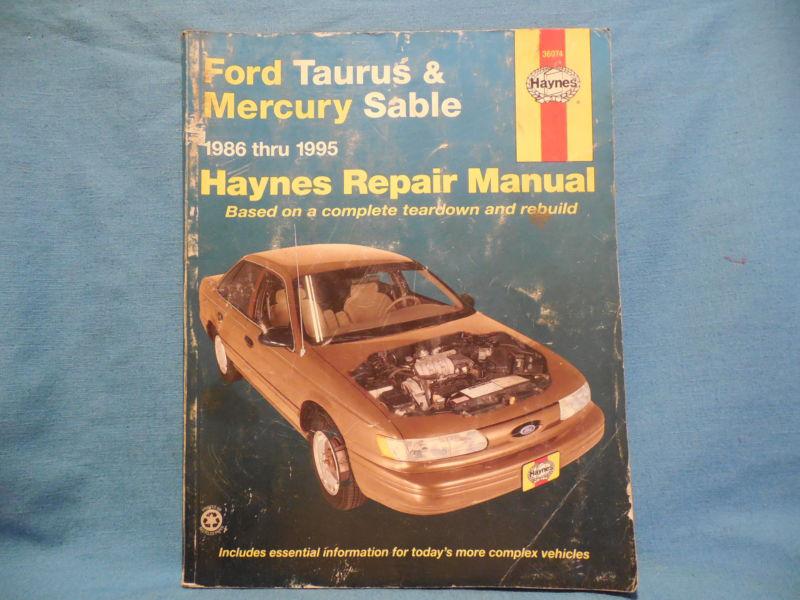 36074
Haynes
Ford Taurus &
Mercury Sable
1986 thru 1995
Haynes Repair Manual
Based on a complete teardown and rebuild
Ford
Haynes
Includes essential information for today's more complex vehicles